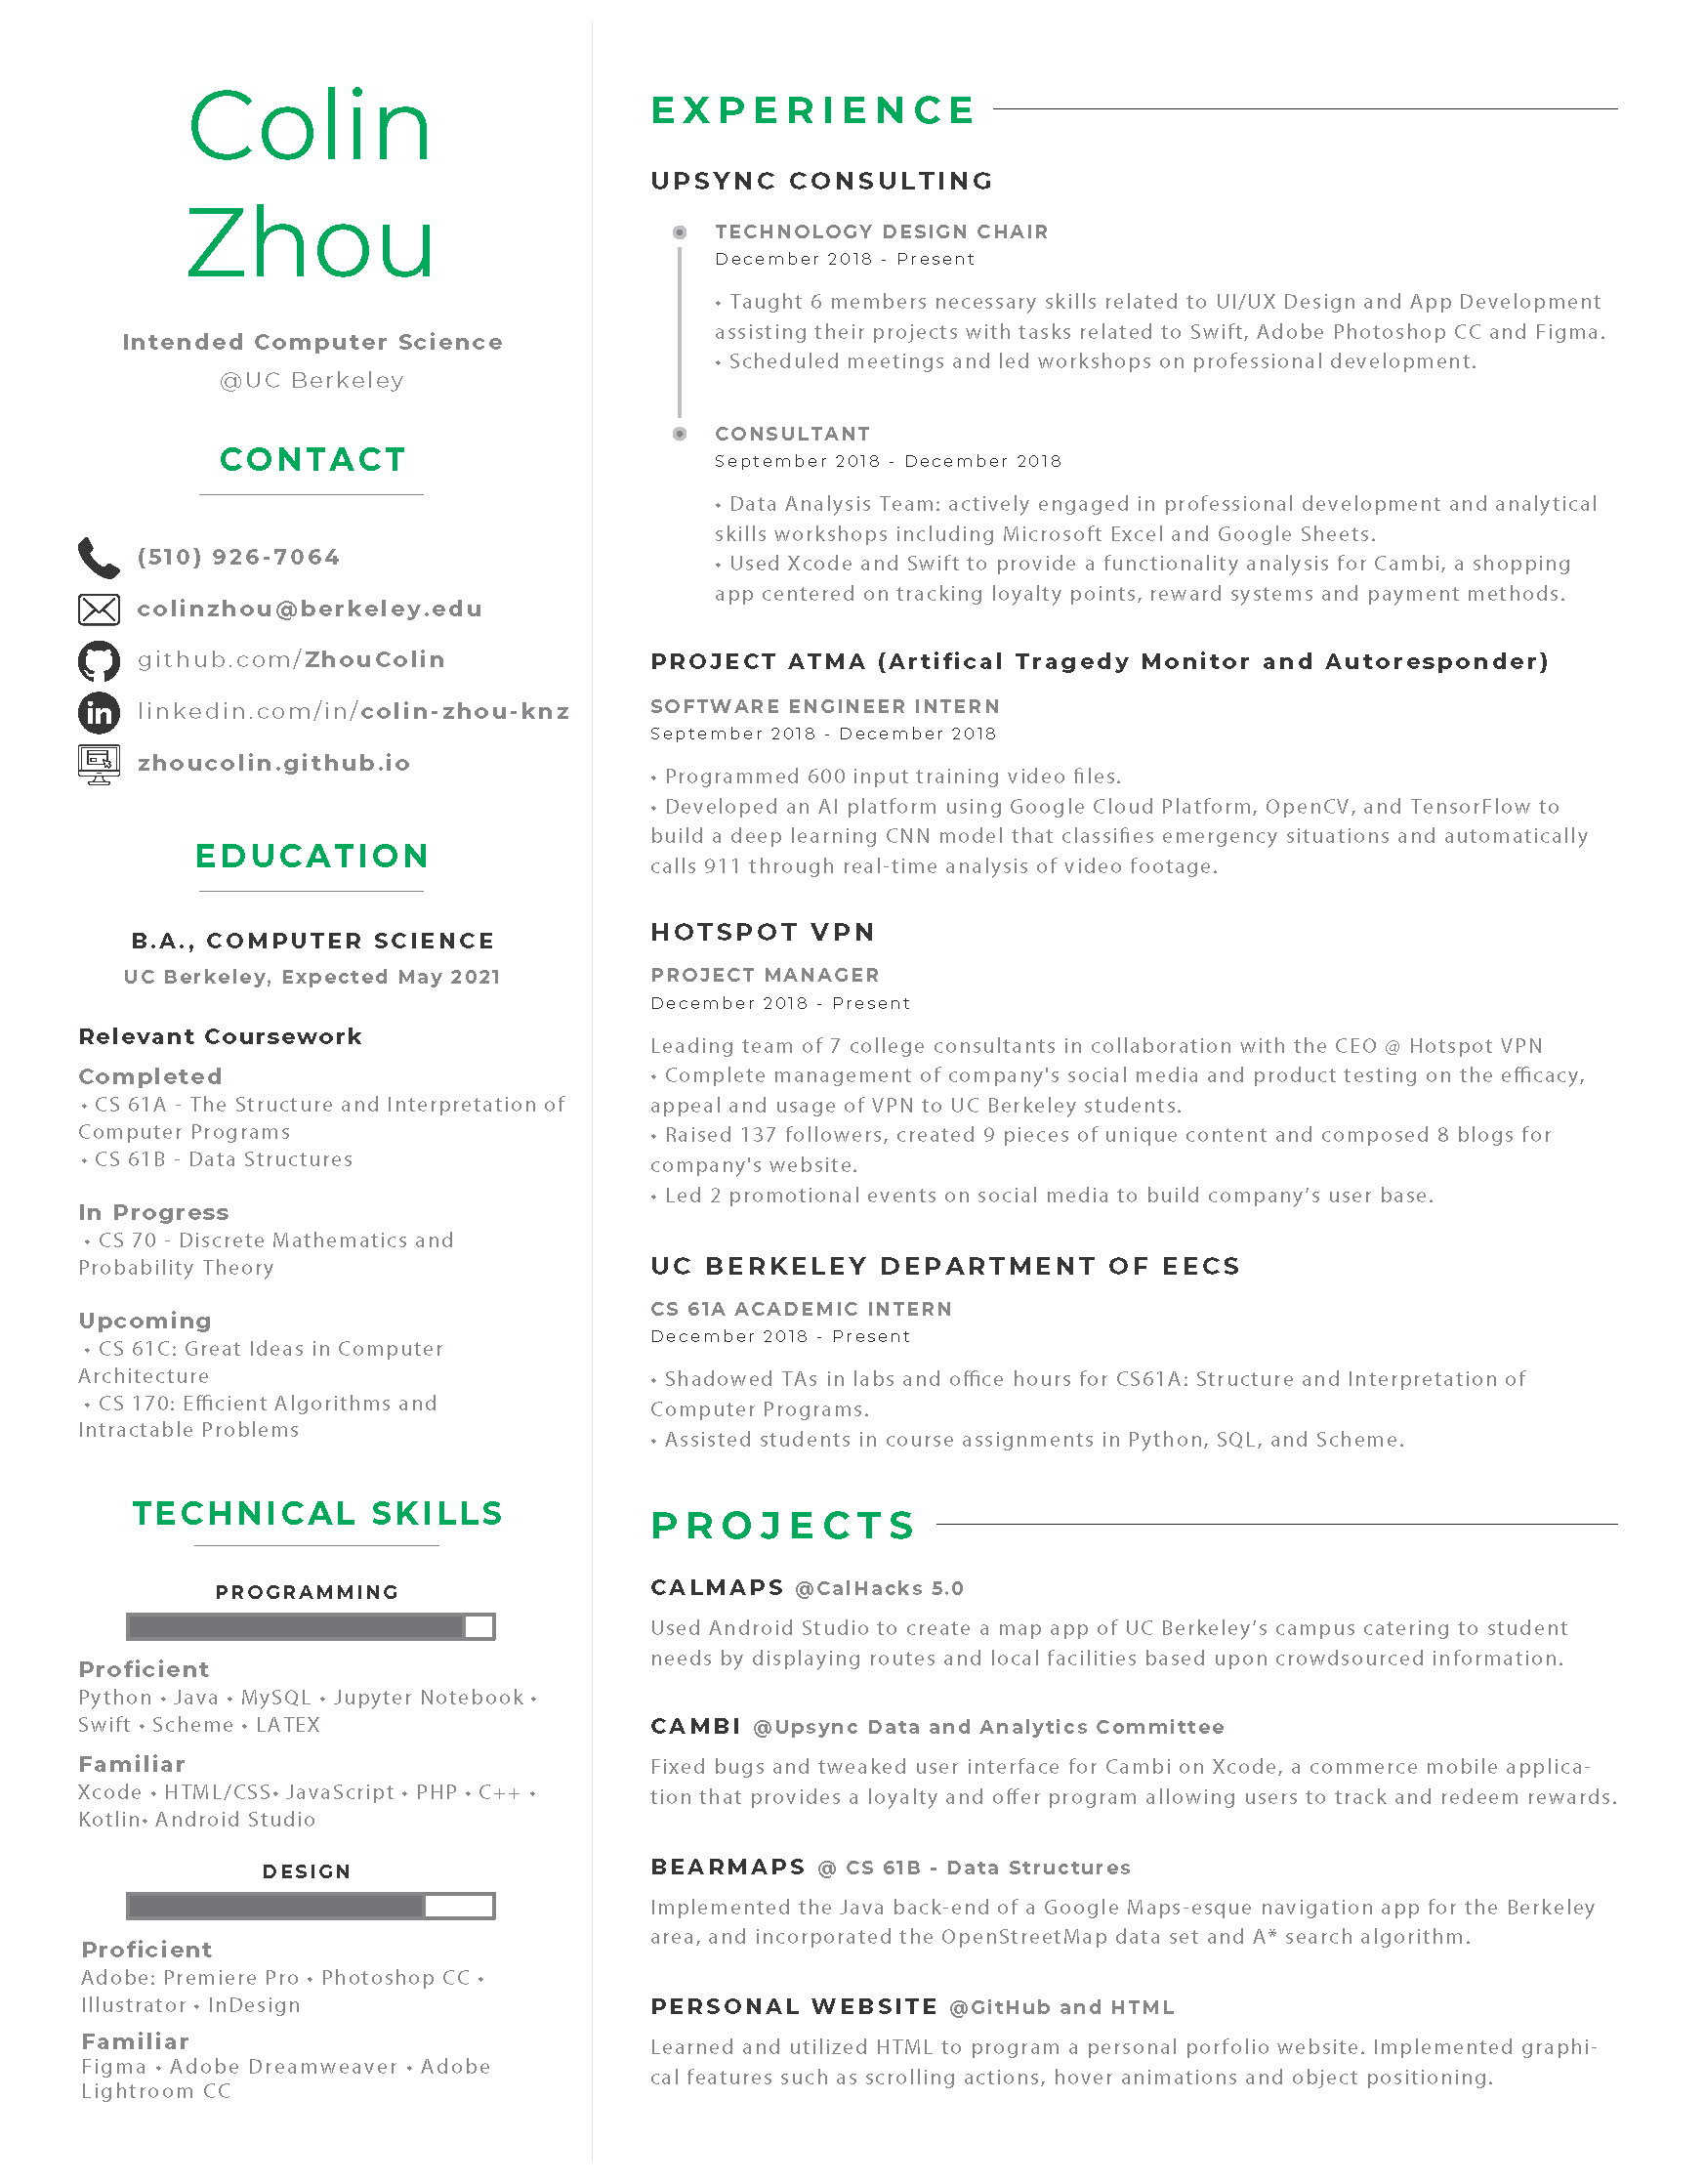 Colin
Zhou
Intended Computer Science
@UC Berkeley
CONTACT
(510) 926-7064
colinzhou@berkeley.edu
github.com/ZhouColin
in linkedin.com/in/colin-zhou-knz
zhoucolin.github.io
EDUCATION
B.A., COMPUTER SCIENCE
UC Berkeley, Expected May 2021
Relevant Coursework
Completed
• CS 61A - The Structure and Interpretation of
Computer Programs
• CS 61B - Data Structures
In Progress
• CS 70 - Discrete Mathematics and
Probability Theory
Upcoming
• CS 61C: Great Ideas in Computer
Architecture
• CS 170: Efficient Algorithms and
Intractable Problems
TECHNICAL SKILLS
PROGRAMMING
Proficient
Python • Java • MySQL • Jupyter Notebook •
Swift • Scheme • LATEX
Familiar
Xcode • HTML/CSS• JavaScript • PHP • C++ •
Kotlin• Android Studio
DESIGN
Proficient
Adobe: Premiere Pro • Photoshop CC •
Illustrator • InDesign
Familiar
Figma • Adobe Dreamweaver • Adobe
Lightroom CC
EXPERIENCE
UPSYNC CONSULTING
TECHNOLOGY DESIGN CHAIR
December 2018 - Present
• Taught 6 members necessary skills related to UI/UX Design and App Development
assisting their projects with tasks related to Swift, Adobe Photoshop CC and Figma.
• Scheduled meetings and led workshops on professional development.
CONSULTANT
September 2018 - December 2018
• Data Analysis Team: actively engaged in professional development and analytical
skills workshops including Microsoft Excel and Google Sheets.
• Used Xcode and Swift to provide a functionality analysis for Cambi, a shopping
app centered on tracking loyalty points, reward systems and payment methods.
PROJECT ATMA (Artifical Tragedy Monitor and Autoresponder)
SOFTWARE ENGINEER INTERN
September 2018 - December 2018
• Programmed 600 input training video files.
• Developed an AI platform using Google Cloud Platform, OpenCV, and TensorFlow to
build a deep learning CNN model that classifies emergency situations and automatically
calls 911 through real-time analysis of video footage.
HOTSPOT VPN
PROJECT MANAGER
December 2018 - Present
Leading team of 7 college consultants in collaboration with the CEO @ Hotspot VPN
• Complete management of company's social media and product testing on the efficacy,
appeal and usage of VPN to UC Berkeley students.
• Raised 137 followers, created 9 pieces of unique content and composed 8 blogs for
company's website.
• Led 2 promotional events on social media to build company’s user base.
UC BERKELEY DEPARTMENT OF EECS
CS 61A ACADEMIC INTERN
December 2018 - Present
• Shadowed TAs in labs and office hours for CS61A: Structure and Interpretation of
Computer Programs.
• Assisted students in course assignments in Python, SQL, and Scheme.
PROJECTS
CALMAPS @CalHacks 5.0
Used Android Studio to create a map app of UC Berkeley’s campus catering to student
needs by displaying routes and local facilities based upon crowdsourced information.
CAMBI @Upsync Data and Analytics Committee
Fixed bugs and tweaked user interface for Cambi on Xcode, a commerce mobile applica-
tion that provides a loyalty and offer program allowing users to track and redeem rewards.
BEARMAPS @ CS 61B - Data Structures
Implemented the Java back-end of a Google Maps-esque navigation app for the Berkeley
area, and incorporated the OpenStreetMap data set and A* search algorithm.
PERSONAL WEBSITE @GitHub and HTML
Learned and utilized HTML to program a personal porfolio website. Implemented graphi-
cal features such as scrolling actions, hover animations and object positioning.